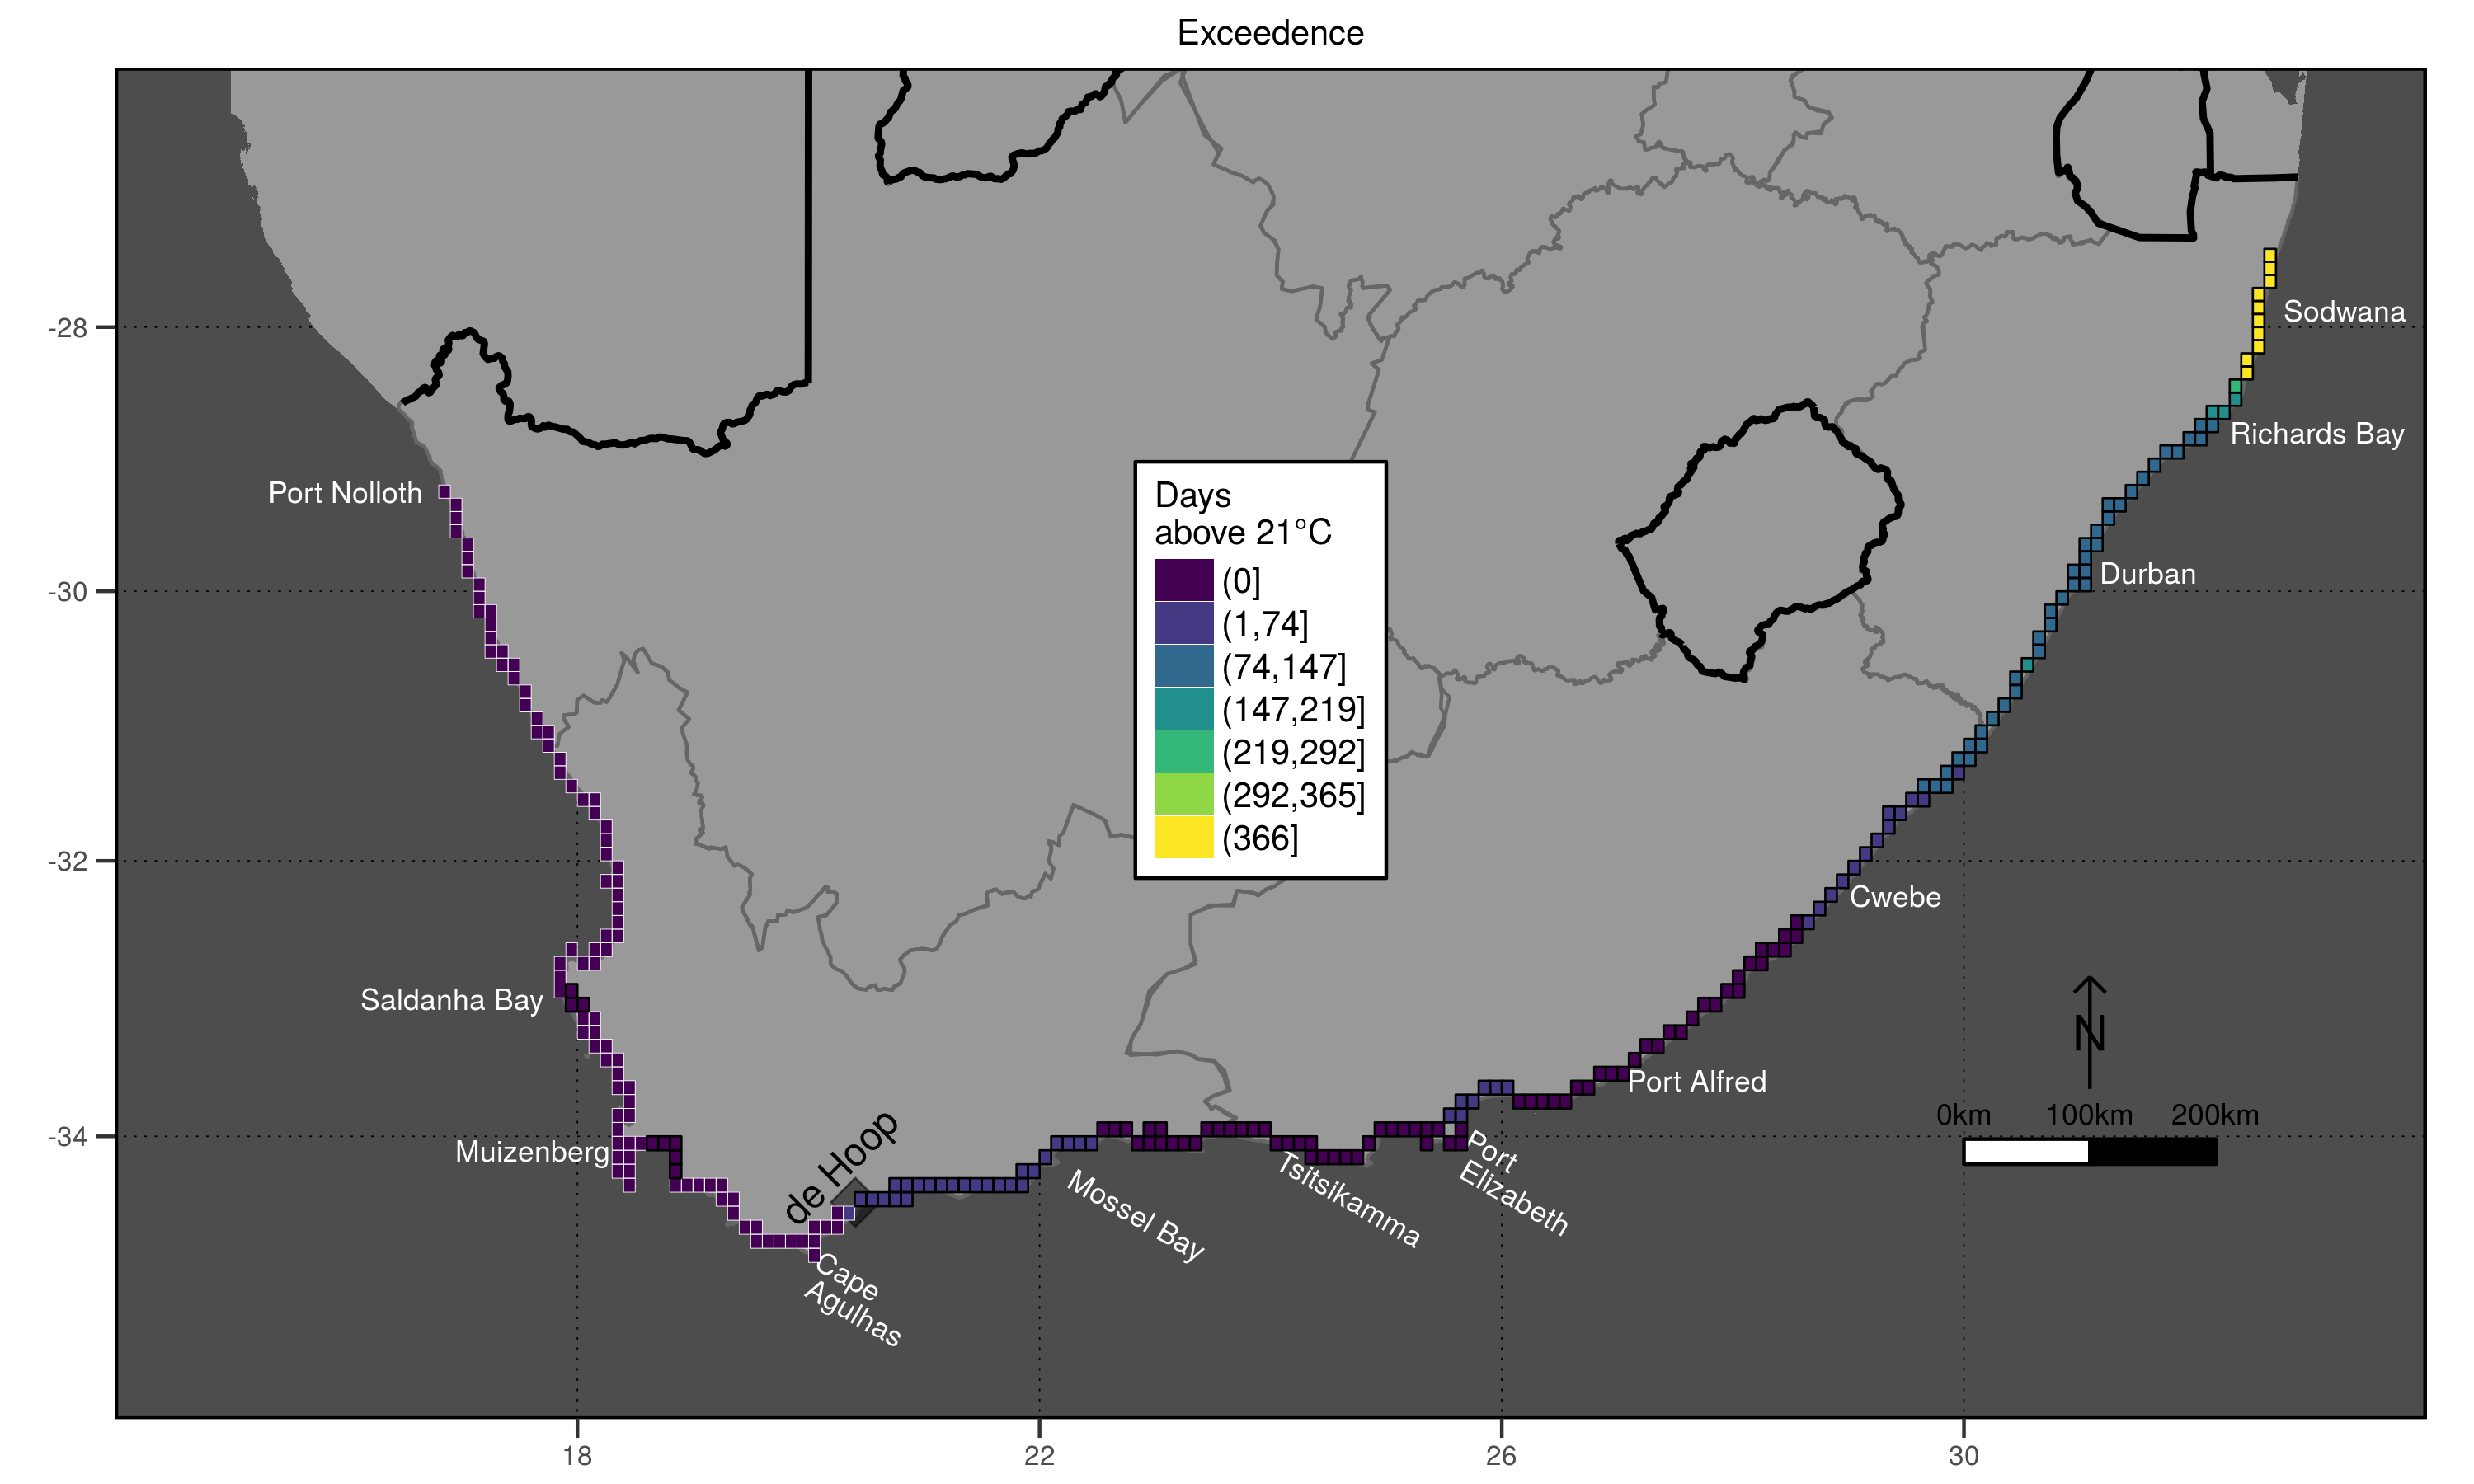 Exceedence
-28
-30
-32
-34
18
22
26
30
Port Nolloth
Saldanha Bay
Muizenberg
de Hoop
Cape
Agulhas
Mossel Bay
Tsitsikamma
Port
Elizabeth
Port Alfred
Cwebe
Durban
Richards Bay
Sodwana
Days
above 21°C
(0]
(1,74]
(74,147]
(147,219]
(219,292]
(292,365]
(366]
N
0km 100km 200km